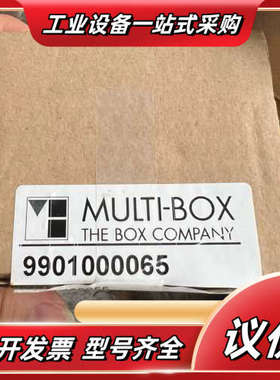 工业设备一站式采购
MULTI-BOX
THE BOX COMPANY
9901000065
开发票 型号齐全
议价